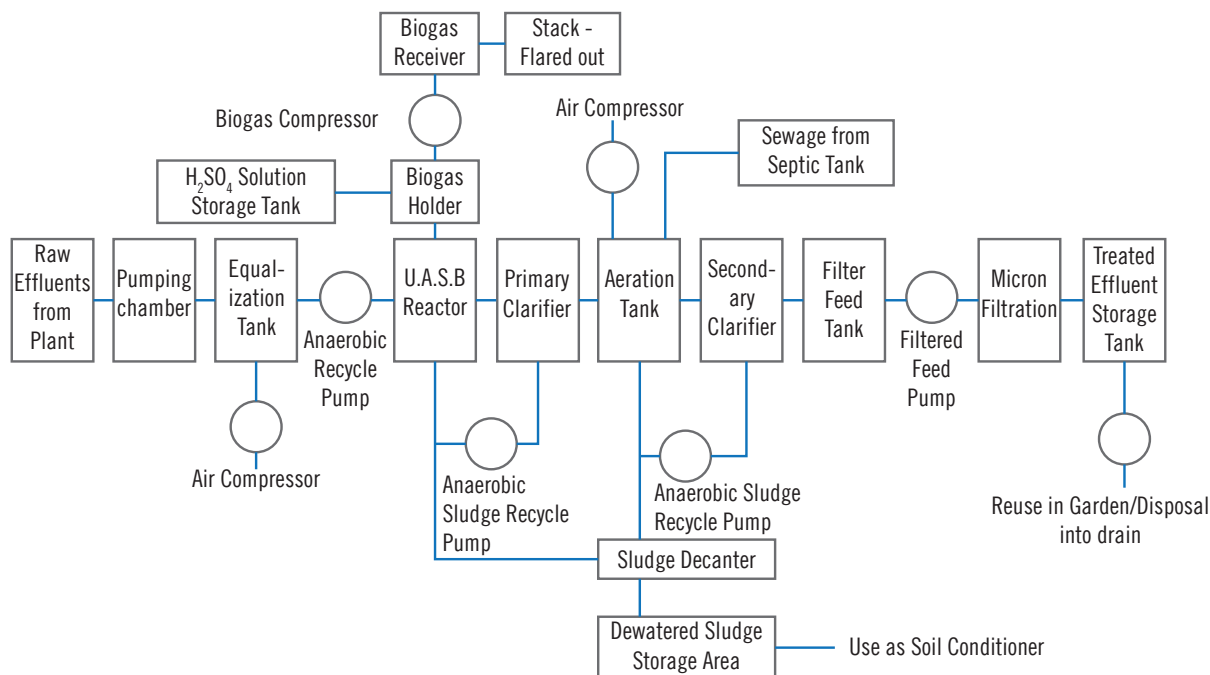 Biogas
Receiver
Stack -
Flared out
Biogas Compressor
Air Compressor
Sewage from
Septic Tank
H₂SO₄ Solution
Storage Tank
Biogas
Holder
Raw
Effluents
from
Plant
Pumping
chamber
Equal-
ization
Tank
Anaerobic
Recycle
Pump
U.A.S.B
Reactor
Primary
Clarifier
Aeration
Tank
Second-
ary
Clarifier
Filter
Feed
Tank
Filtered
Feed
Pump
Micron
Filtration
Treated
Effluent
Storage
Tank
Air Compressor
Anaerobic
Sludge Recycle
Pump
Anaerobic Sludge
Recycle Pump
Reuse in Garden/Disposal
into drain
Sludge Decanter
Dewatered Sludge
Storage Area
Use as Soil Conditioner